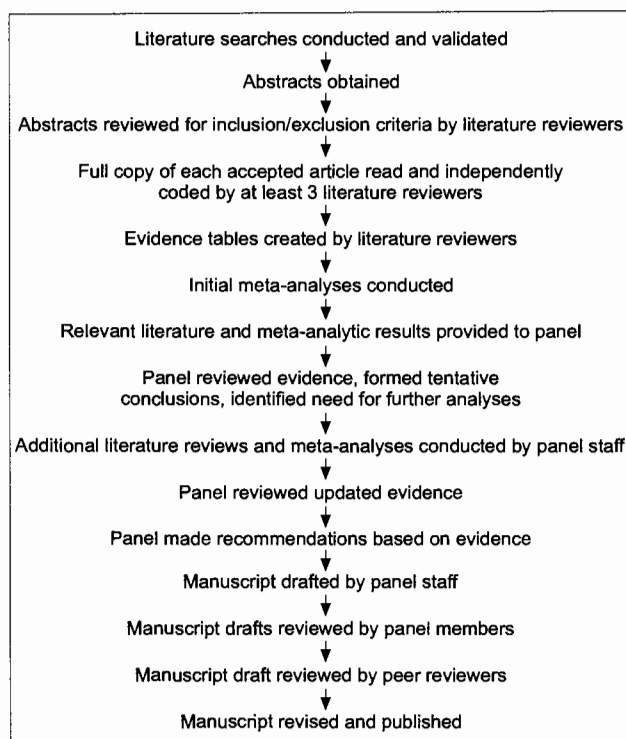 Literature searches conducted and validated
Abstracts obtained
Abstracts reviewed for inclusion/exclusion criteria by literature reviewers
Full copy of each accepted article read and independently
coded by at least 3 literature reviewers
Evidence tables created by literature reviewers
Initial meta-analyses conducted
Relevant literature and meta-analytic results provided to panel
Panel reviewed evidence, formed tentative
conclusions, identified need for further analyses
Additional literature reviews and meta-analyses conducted by panel staff
Panel reviewed updated evidence
Panel made recommendations based on evidence
Manuscript drafted by panel staff
Manuscript drafts reviewed by panel members
Manuscript draft reviewed by peer reviewers
Manuscript revised and published